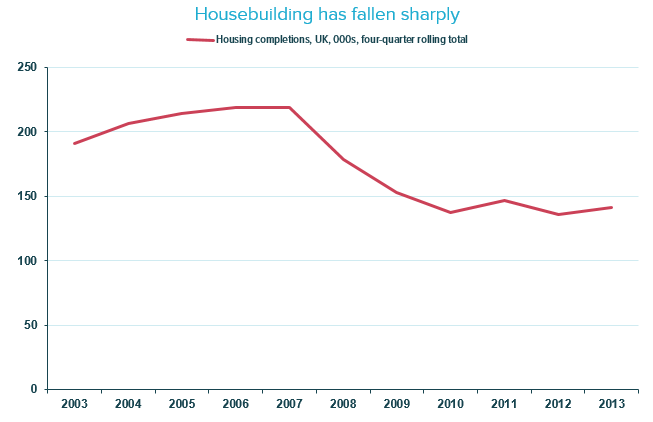 Housebuilding has fallen sharply
Housing completions, UK, 000s, four-quarter rolling total
250
200
150
100
50
0
2003 2004 2005 2006 2007 2008 2009 2010 2011 2012 2013